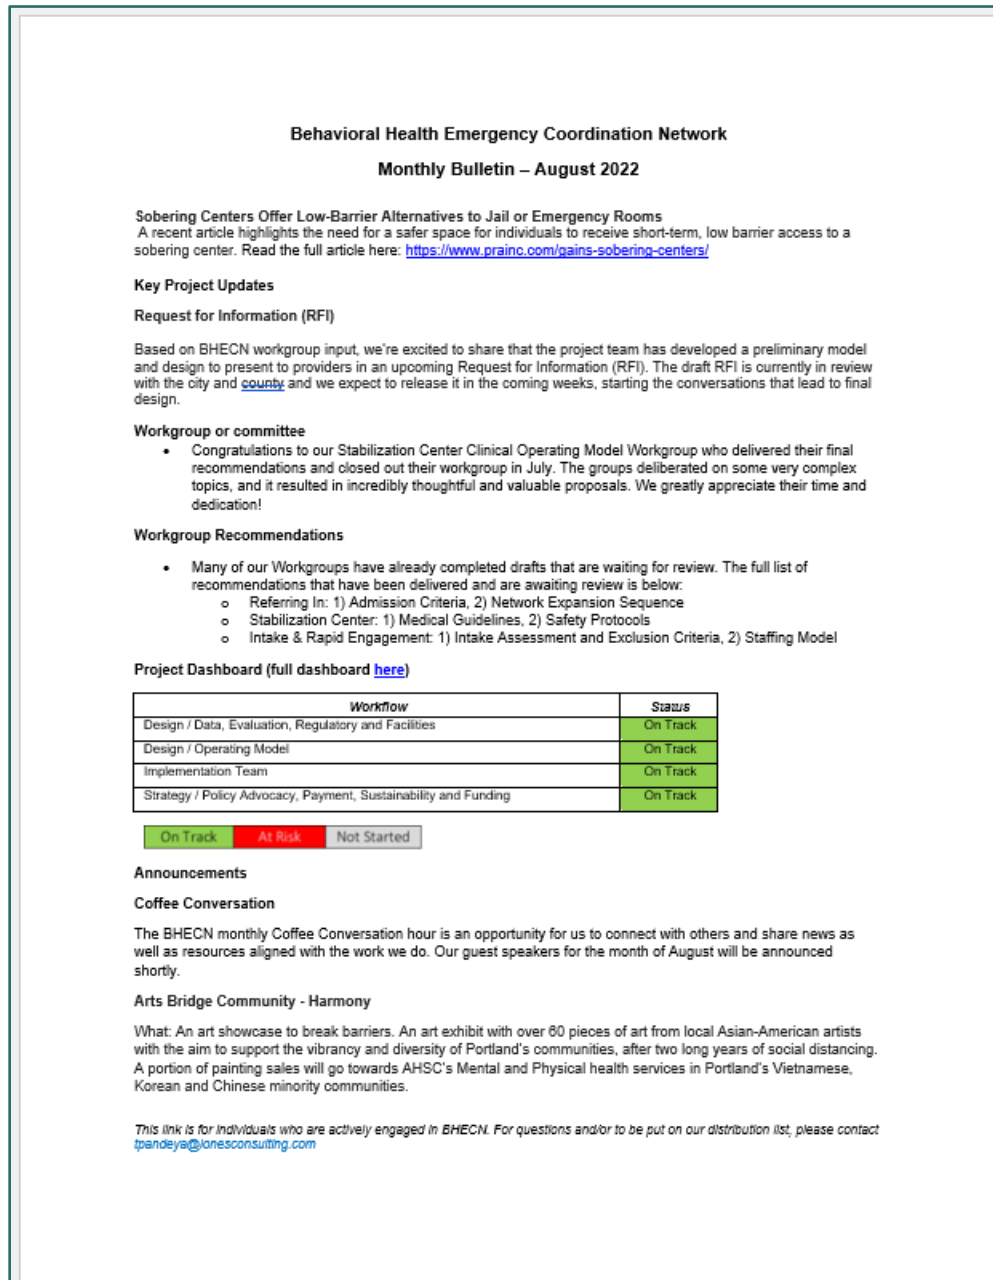 Behavioral Health Emergency Coordination Network
Monthly Bulletin – August 2022
Sobering Centers Offer Low-Barrier Alternatives to Jail or Emergency Rooms
A recent article highlights the need for a safer space for individuals to receive short-term, low barrier access to a
sobering center. Read the full article here: https://www.prainc.com/gains-sobering-centers/
Key Project Updates
Request for Information (RFI)
Based on BHECN workgroup input, we're excited to share that the project team has developed a preliminary model
and design to present to providers in an upcoming Request for Information (RFI). The draft RFI is currently in review
with the city and county and we expect to release it in the coming weeks, starting the conversations that lead to final
design.
Workgroup or committee
• Congratulations to our Stabilization Center Clinical Operating Model Workgroup who delivered their final
recommendations and closed out their workgroup in July. The groups deliberated on some very complex
topics, and it resulted in incredibly thoughtful and valuable proposals. We greatly appreciate their time and
dedication!
Workgroup Recommendations
• Many of our Workgroups have already completed drafts that are waiting for review. The full list of
recommendations that have been delivered and are awaiting review is below:
o Referring In: 1) Admission Criteria, 2) Network Expansion Sequence
o Stabilization Center: 1) Medical Guidelines, 2) Safety Protocols
o Intake & Rapid Engagement: 1) Intake Assessment and Exclusion Criteria, 2) Staffing Model
Project Dashboard (full dashboard here)
Workflow Status
Design / Data, Evaluation, Regulatory and Facilities On Track
Design / Operating Model On Track
Implementation Team On Track
Strategy / Policy Advocacy, Payment, Sustainability and Funding On Track
On Track At Risk Not Started
Announcements
Coffee Conversation
The BHECN monthly Coffee Conversation hour is an opportunity for us to connect with others and share news as
well as resources aligned with the work we do. Our guest speakers for the month of August will be announced
shortly.
Arts Bridge Community - Harmony
What: An art showcase to break barriers. An art exhibit with over 60 pieces of art from local Asian-American artists
with the aim to support the vibrancy and diversity of Portland's communities, after two long years of social distancing.
A portion of painting sales will go towards AHSC's Mental and Physical health services in Portland's Vietnamese,
Korean and Chinese minority communities.
This link is for individuals who are actively engaged in BHECN. For questions and/or to be put on our distribution list, please contact
tpandeya@jonesconsulting.com